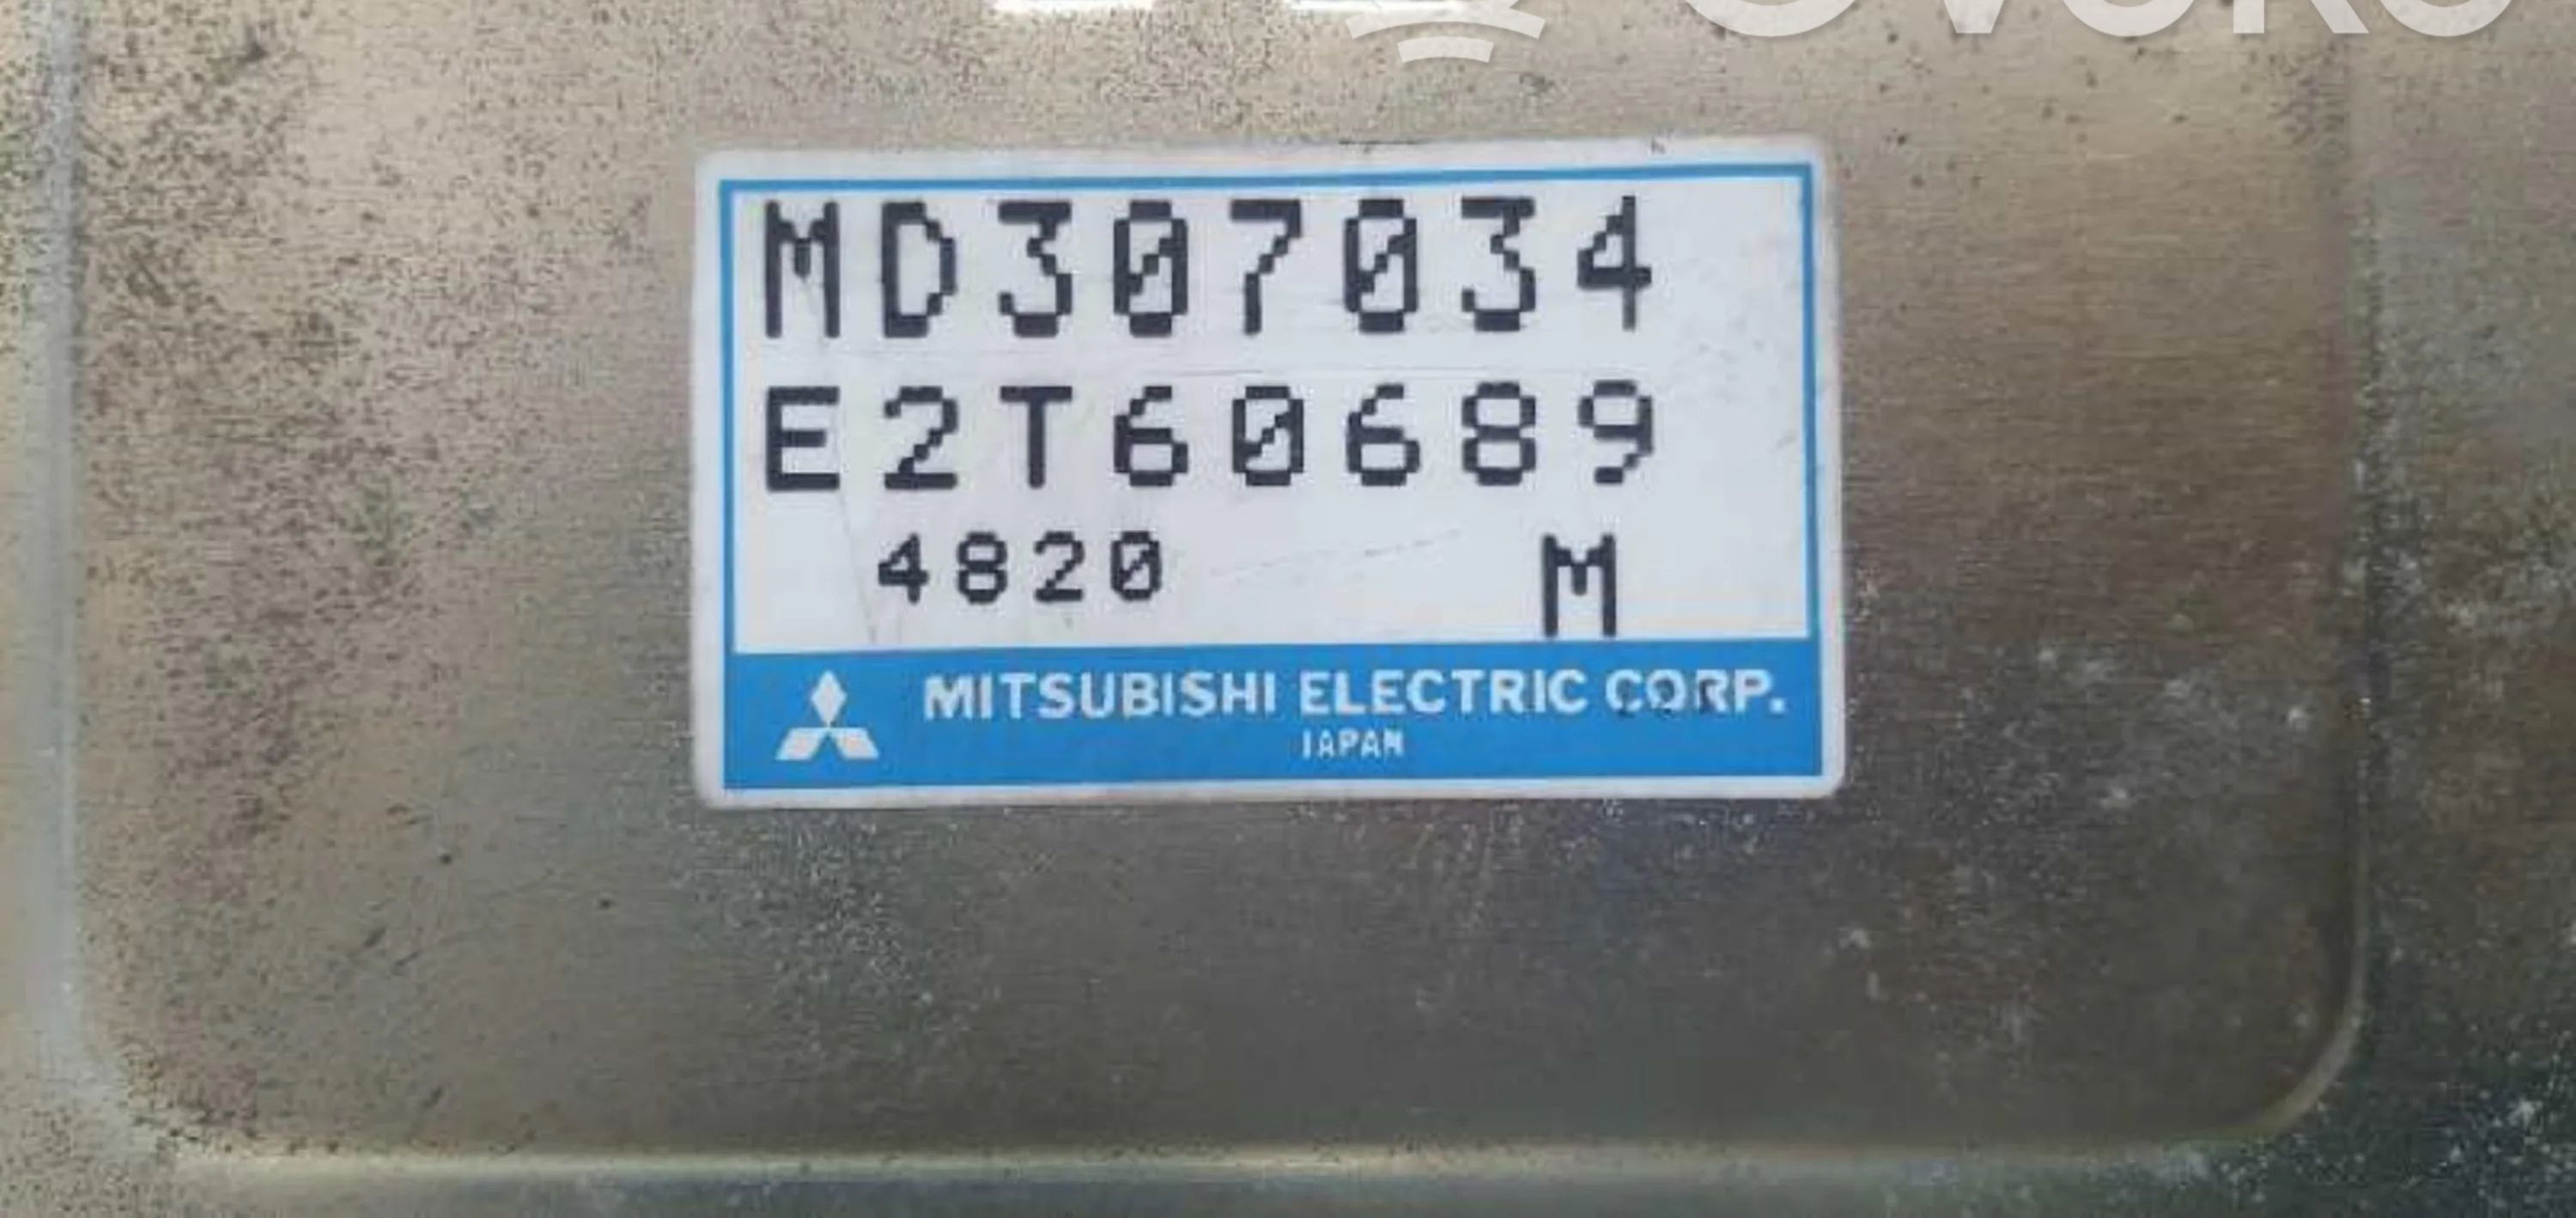 MD307034
E2T60689
4820 M
MITSUBISHI ELECTRIC CORP.
JAPAN